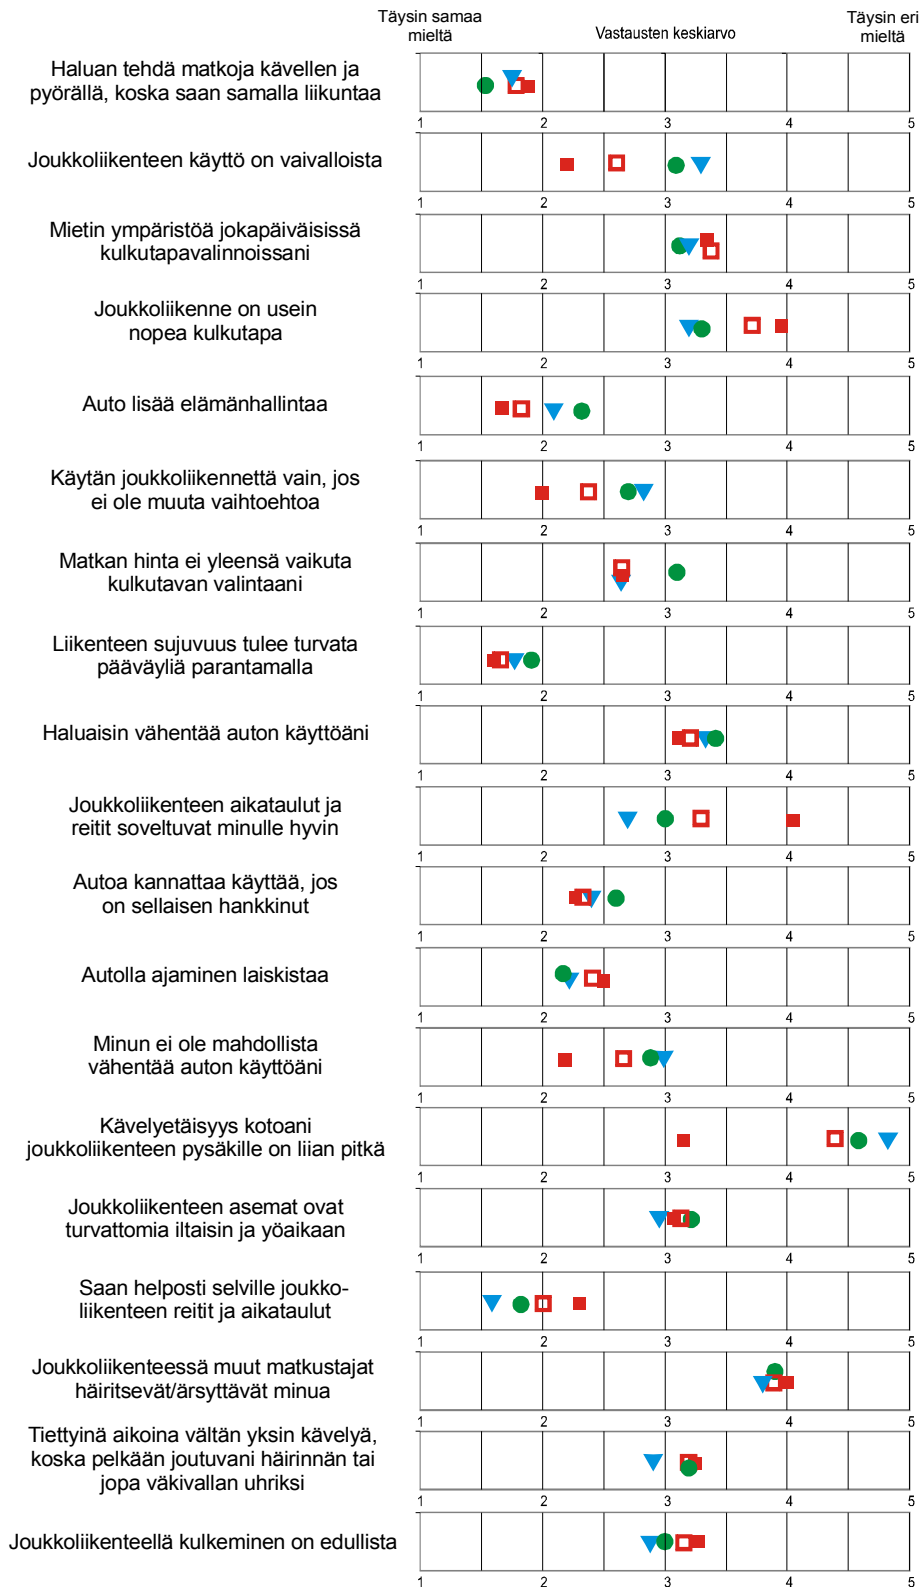 Täysin samaa
mieltä
Vastausten keskiarvo
Täysin eri
mieltä
Haluan tehdä matkoja kävellen ja
pyörällä, koska saan samalla liikuntaa
1 2 3 4 5
Joukkoliikenteen käyttö on vaivalloista
1 2 3 4 5
Mietin ympäristöä jokapäiväisissä
kulkutapavalinnoissani
1 2 3 4 5
Joukkoliikenne on usein
nopea kulkutapa
1 2 3 4 5
Auto lisää elämänhallintaa
1 2 3 4 5
Käytän joukkoliikennettä vain, jos
ei ole muuta vaihtoehtoa
1 2 3 4 5
Matkan hinta ei yleensä vaikuta
kulkutavan valintaani
1 2 3 4 5
Liikenteen sujuvuus tulee turvata
pääväyliä parantamalla
1 2 3 4 5
Haluaisin vähentää auton käyttöäni
1 2 3 4 5
Joukkoliikenteen aikataulut ja
reitit soveltuvat minulle hyvin
1 2 3 4 5
Autoa kannattaa käyttää, jos
on sellaisen hankkinut
1 2 3 4 5
Autolla ajaminen laiskistaa
1 2 3 4 5
Minun ei ole mahdollista
vähentää auton käyttöäni
1 2 3 4 5
Kävelyetäisyys kotoani
joukkoliikenteen pysäkille on liian pitkä
1 2 3 4 5
Joukkoliikenteen asemat ovat
turvattomia iltaisin ja yöaikaan
1 2 3 4 5
Saan helposti selville joukko-
liikenteen reitit ja aikataulut
1 2 3 4 5
Joukkoliikenteessä muut matkustajat
häiritsevät/ärsyttävät minua
1 2 3 4 5
Tiettyinä aikoina vältän yksin kävelyä,
koska pelkään joutuvani häirinnän tai
jopa väkivallan uhriksi
1 2 3 4 5
Joukkoliikenteellä kulkeminen on edullista
1 2 3 4 5